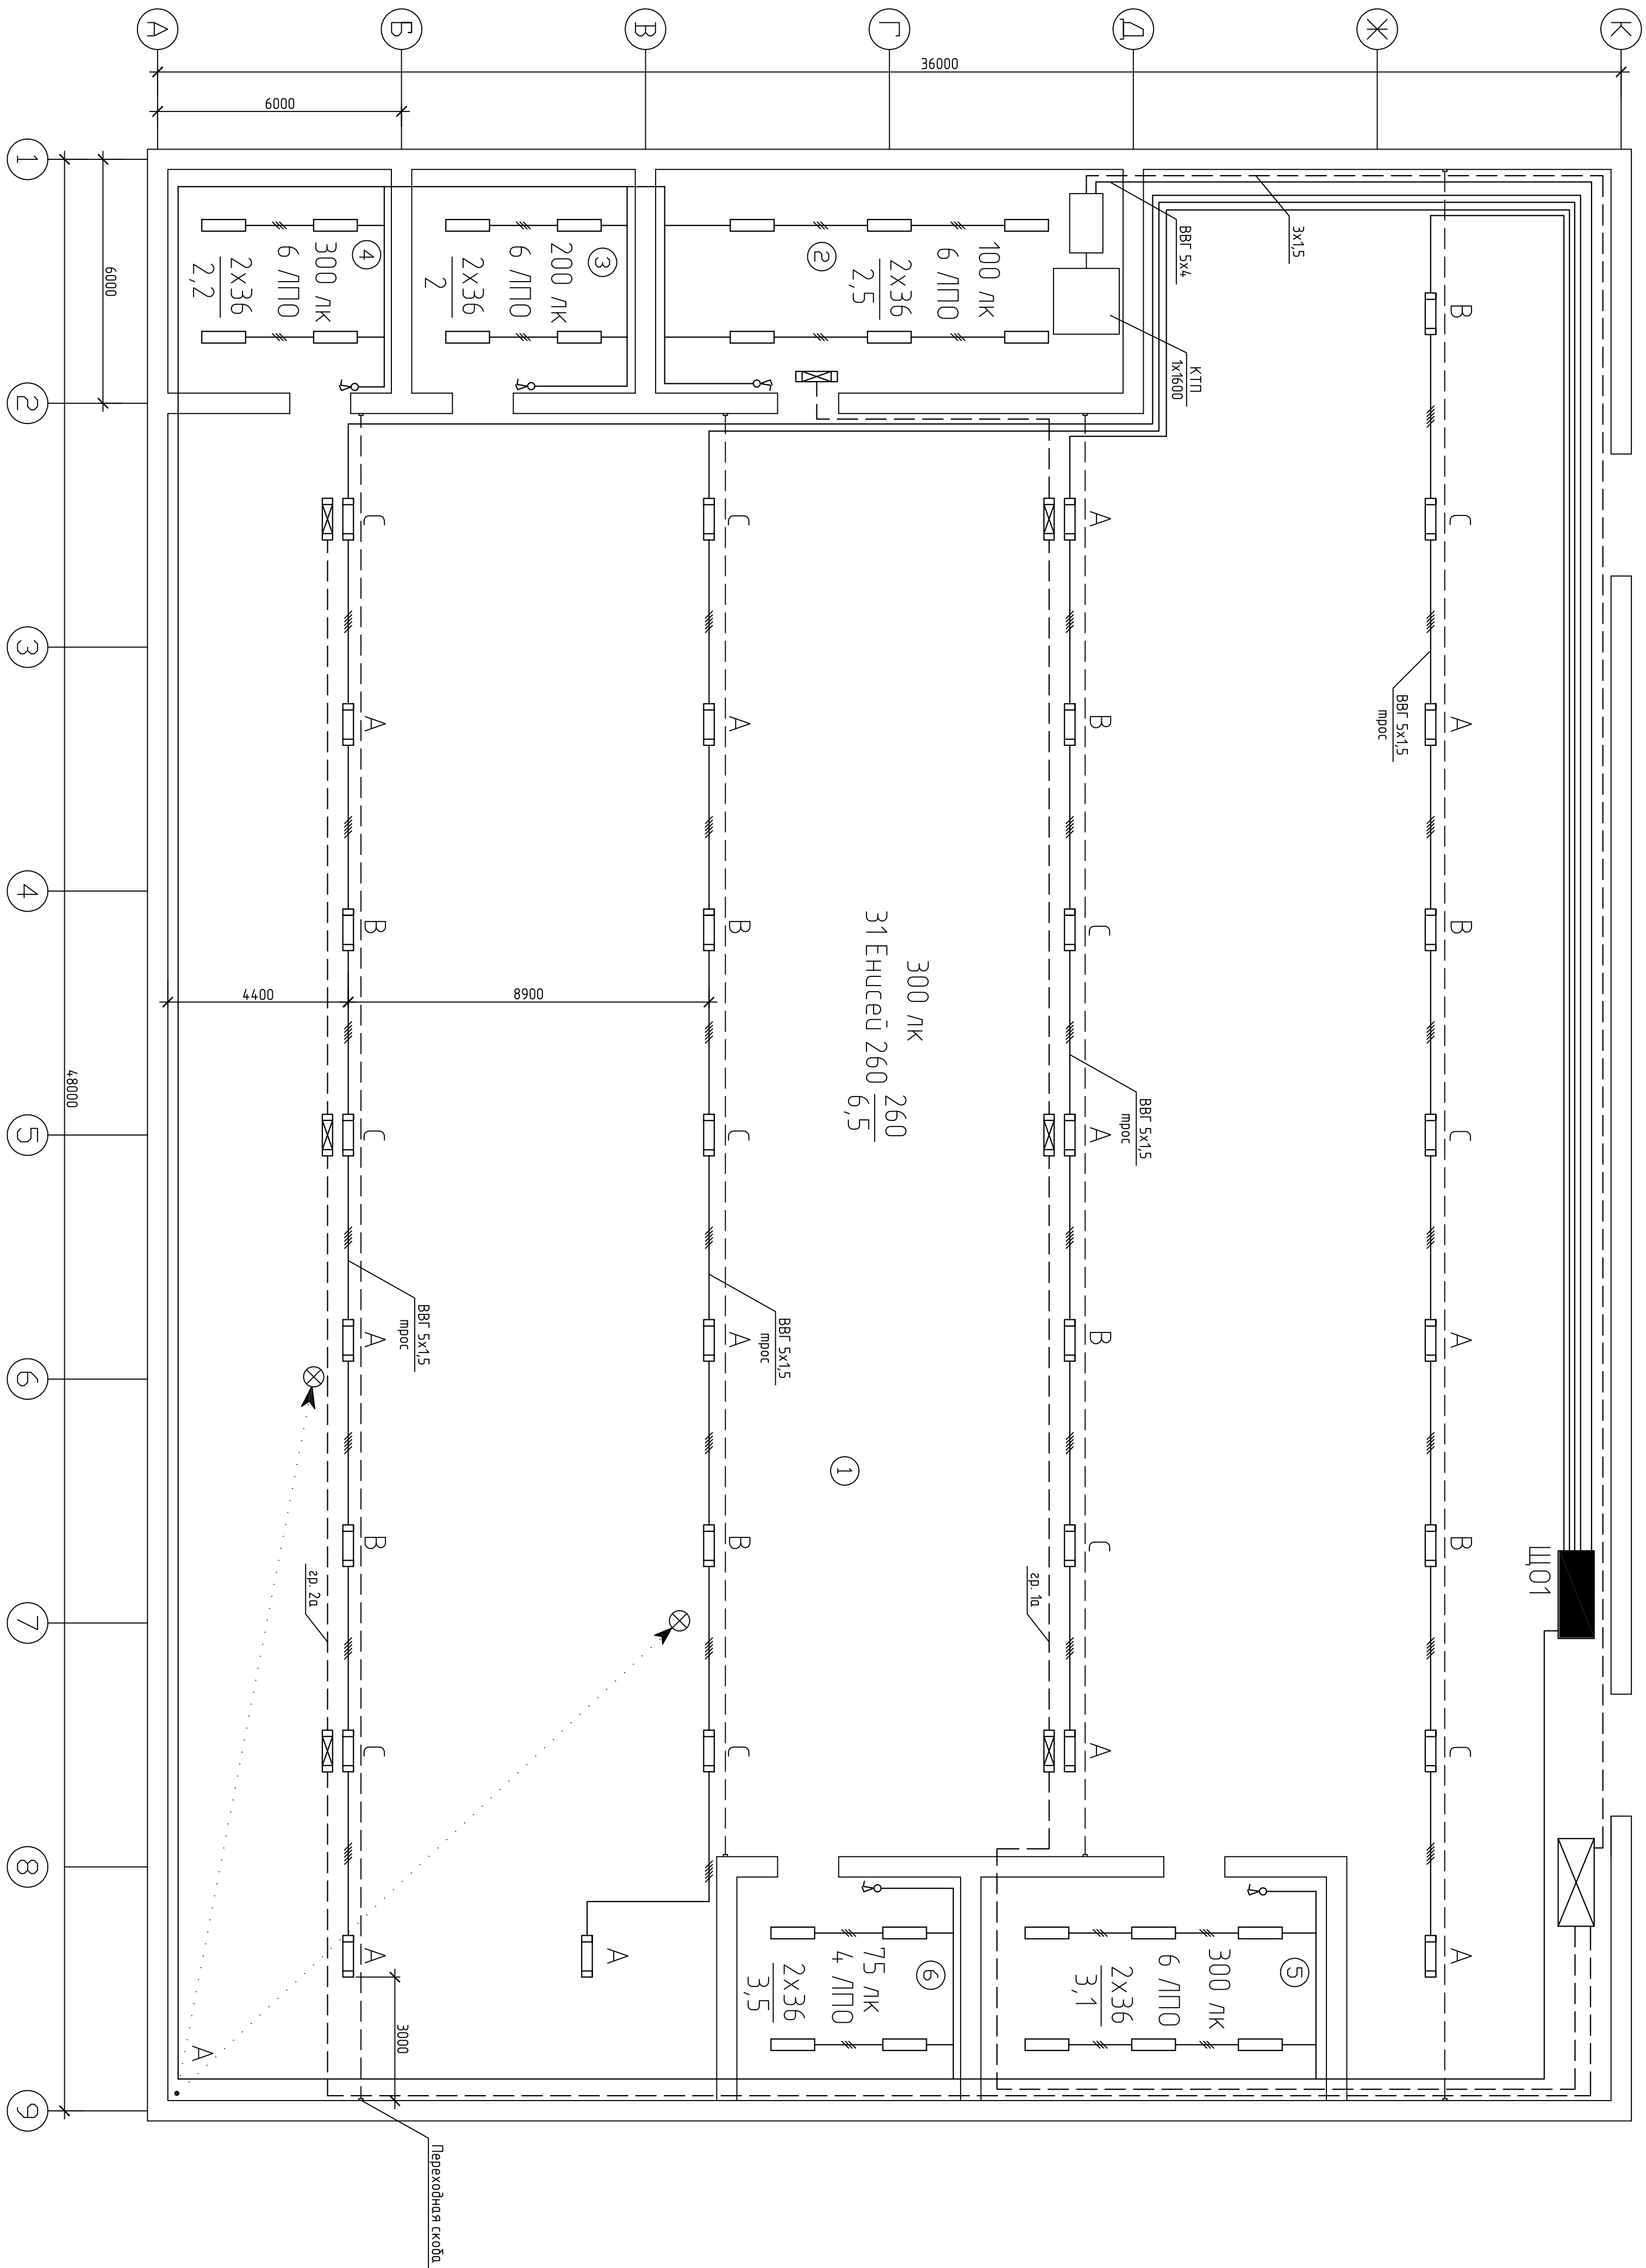 А
Б
В
Г
Д
Ж
К
36000
6000
1
2
3
4
5
6
7
8
9
6000
48000
3х1,5
ВВГ 5х4
КТП
1х1600
4
300 лк
6 ЛПО
2х36
2,2
3
200 лк
6 ЛПО
2х36
2
2
100 лк
6 ЛПО
2х36
2,5
В
С
А
В
С
А
В
С
А
ВВГ 5х1,5
трос
А
В
С
А
В
С
А
ВВГ 5х1,5
трос
гр. 1а
300 лк
31 Енисей 260
260
6,5
1
С
А
В
С
А
В
С
А
ВВГ 5х1,5
трос
С
А
В
С
А
В
С
А
ВВГ 5х1,5
трос
гр. 2а
4400
8900
3000
ЩО1
5
300 лк
6 ЛПО
2х36
3,1
6
75 лк
4 ЛПО
2х36
3,5
А
Переходная скоба